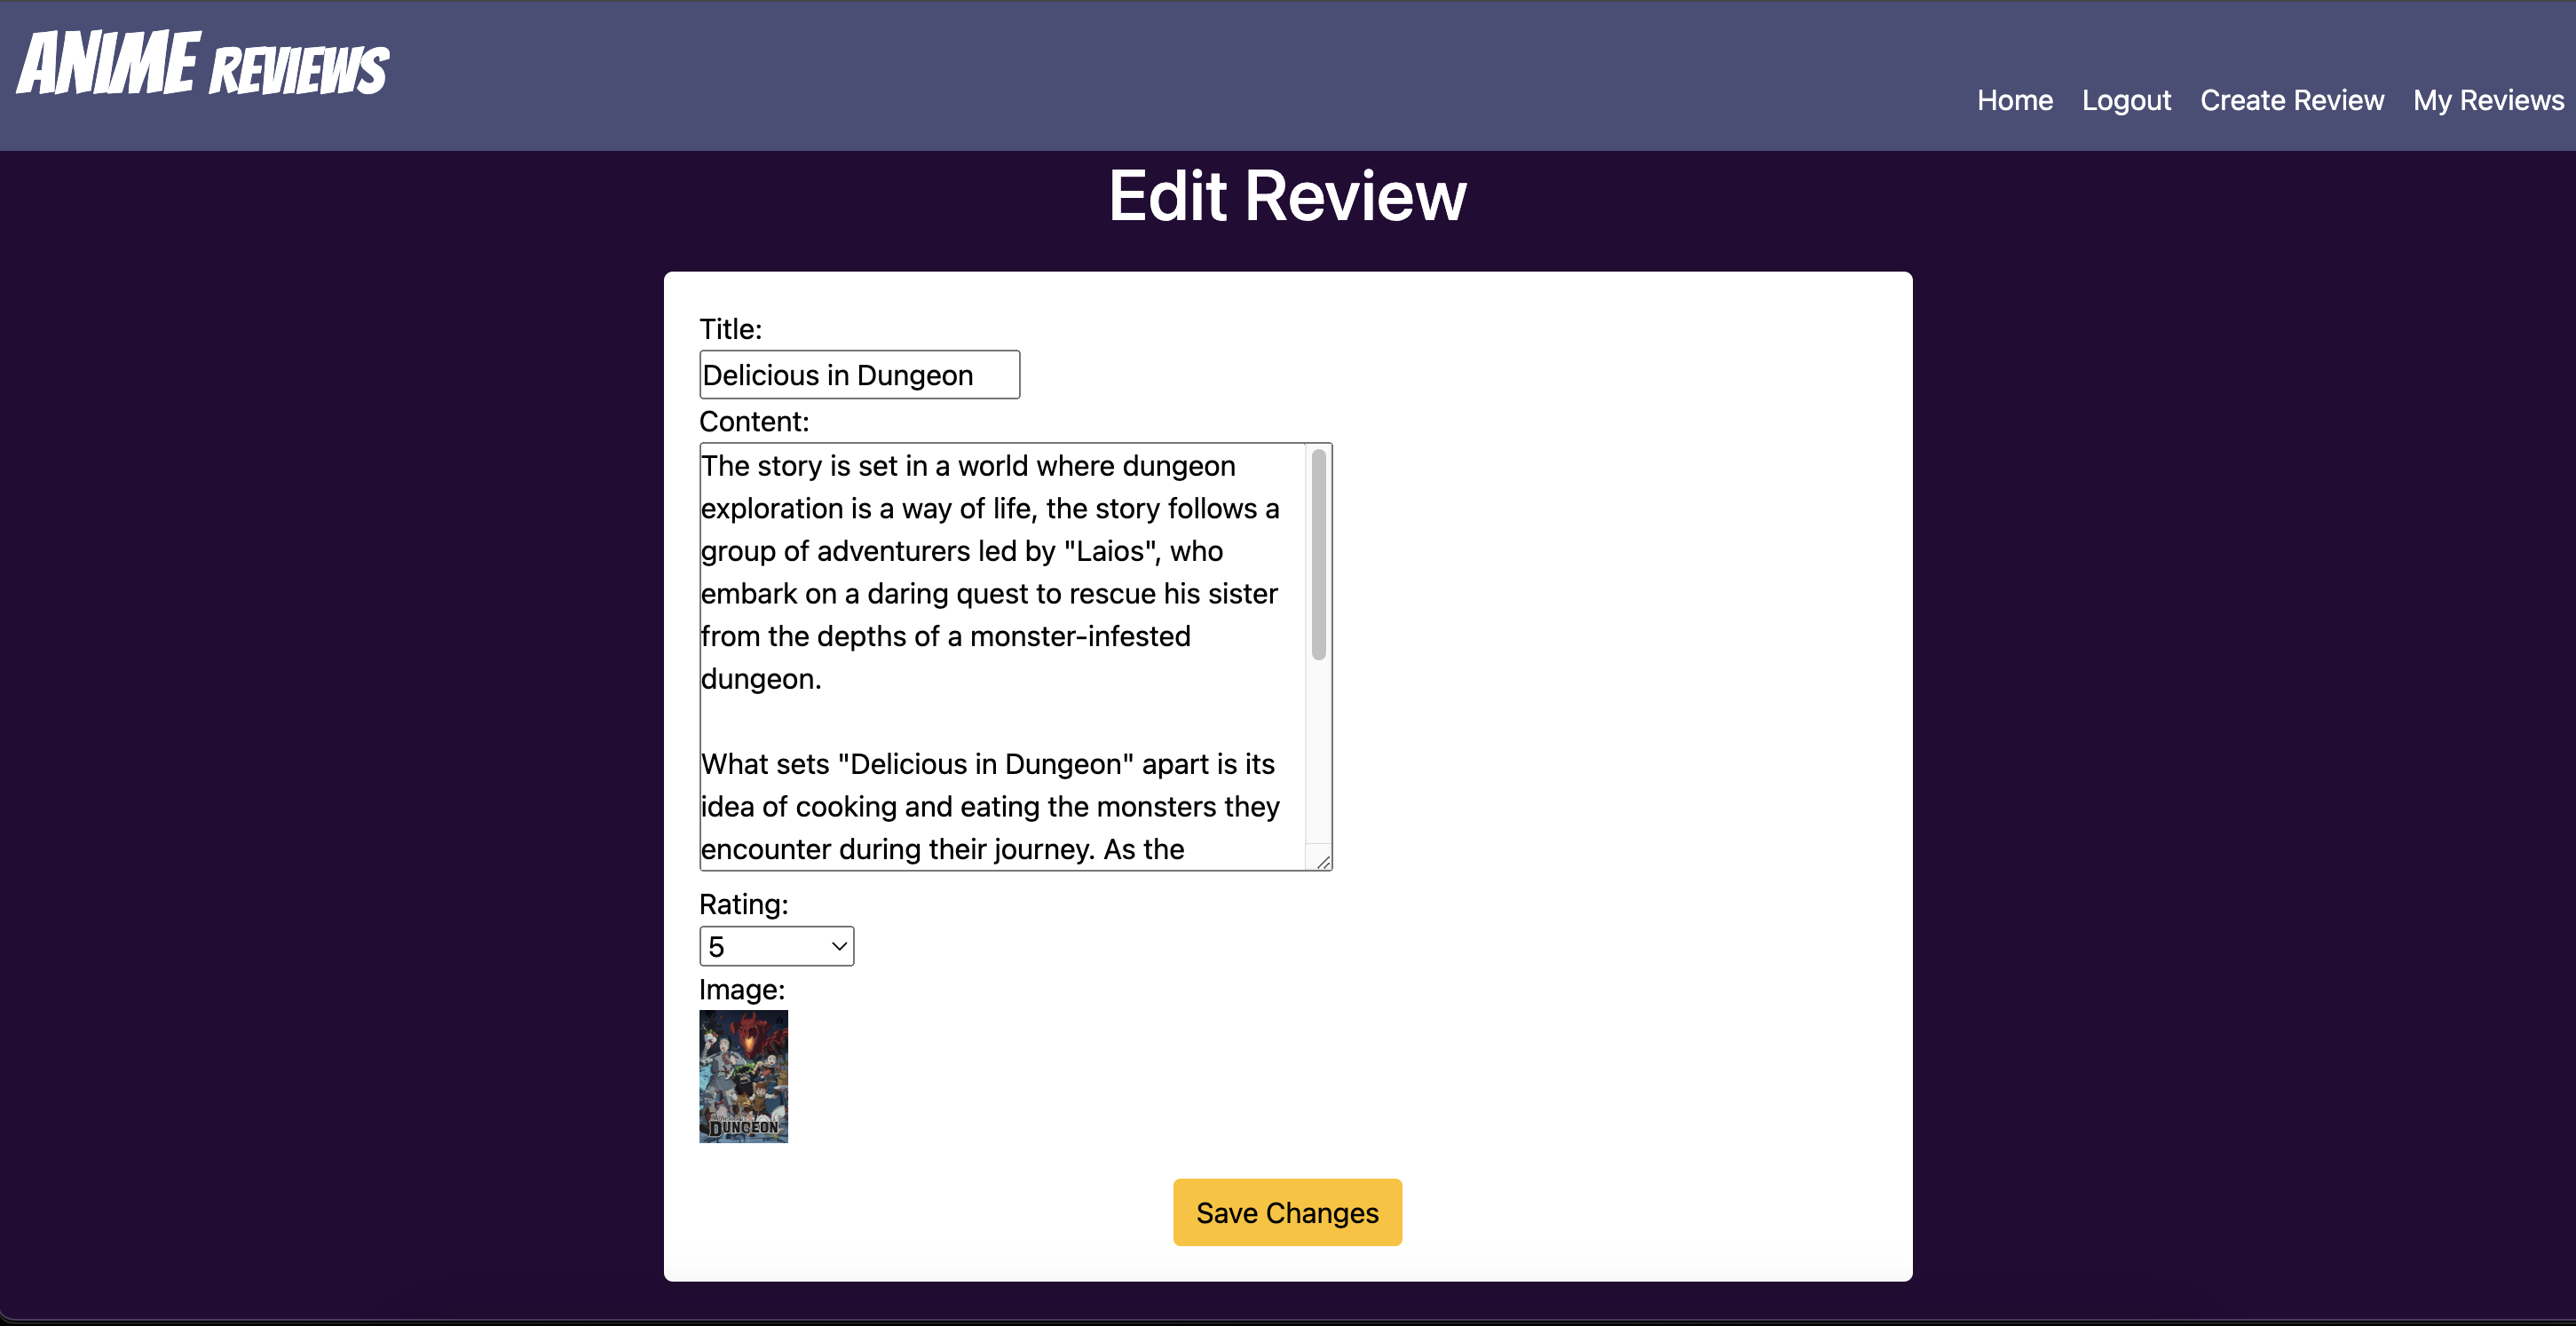 ANIME REVIEWS
Home Logout Create Review My Reviews
Edit Review
Title:
Delicious in Dungeon
Content:
The story is set in a world where dungeon
exploration is a way of life, the story follows a
group of adventurers led by "Laios", who
embark on a daring quest to rescue his sister
from the depths of a monster-infested
dungeon.
What sets "Delicious in Dungeon" apart is its
idea of cooking and eating the monsters they
encounter during their journey. As the
Rating:
5
Image:
DUNGEON
Save Changes